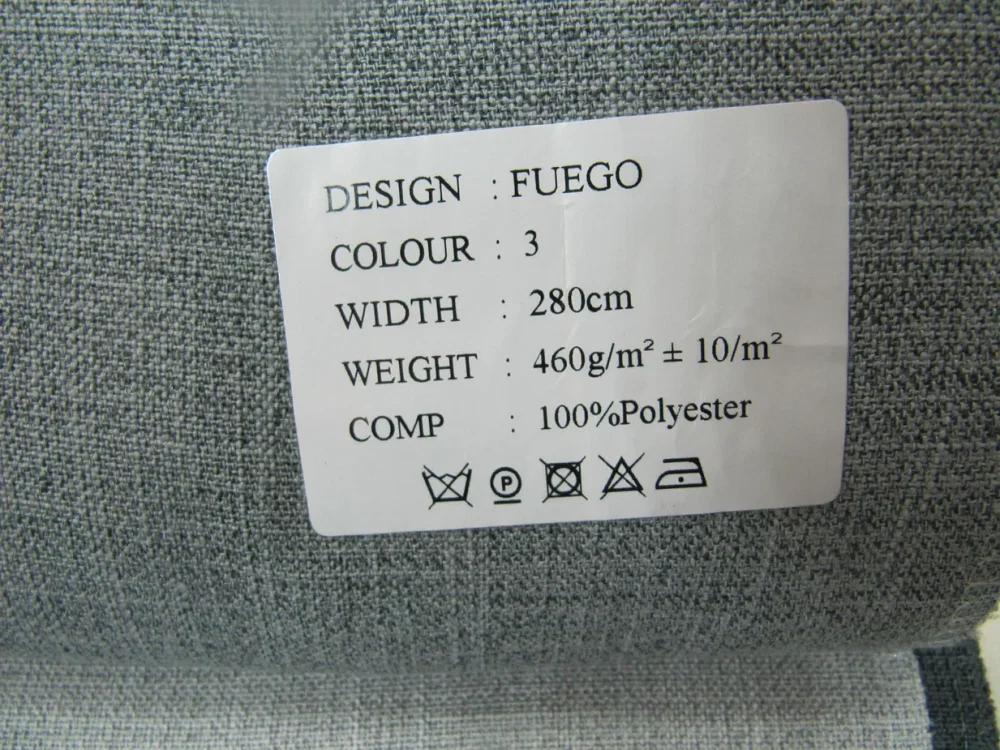 DESIGN : FUEGO
COLOUR : 3
WIDTH : 280cm
WEIGHT : 460g/m² ± 10/m²
COMP : 100%Polyester
P